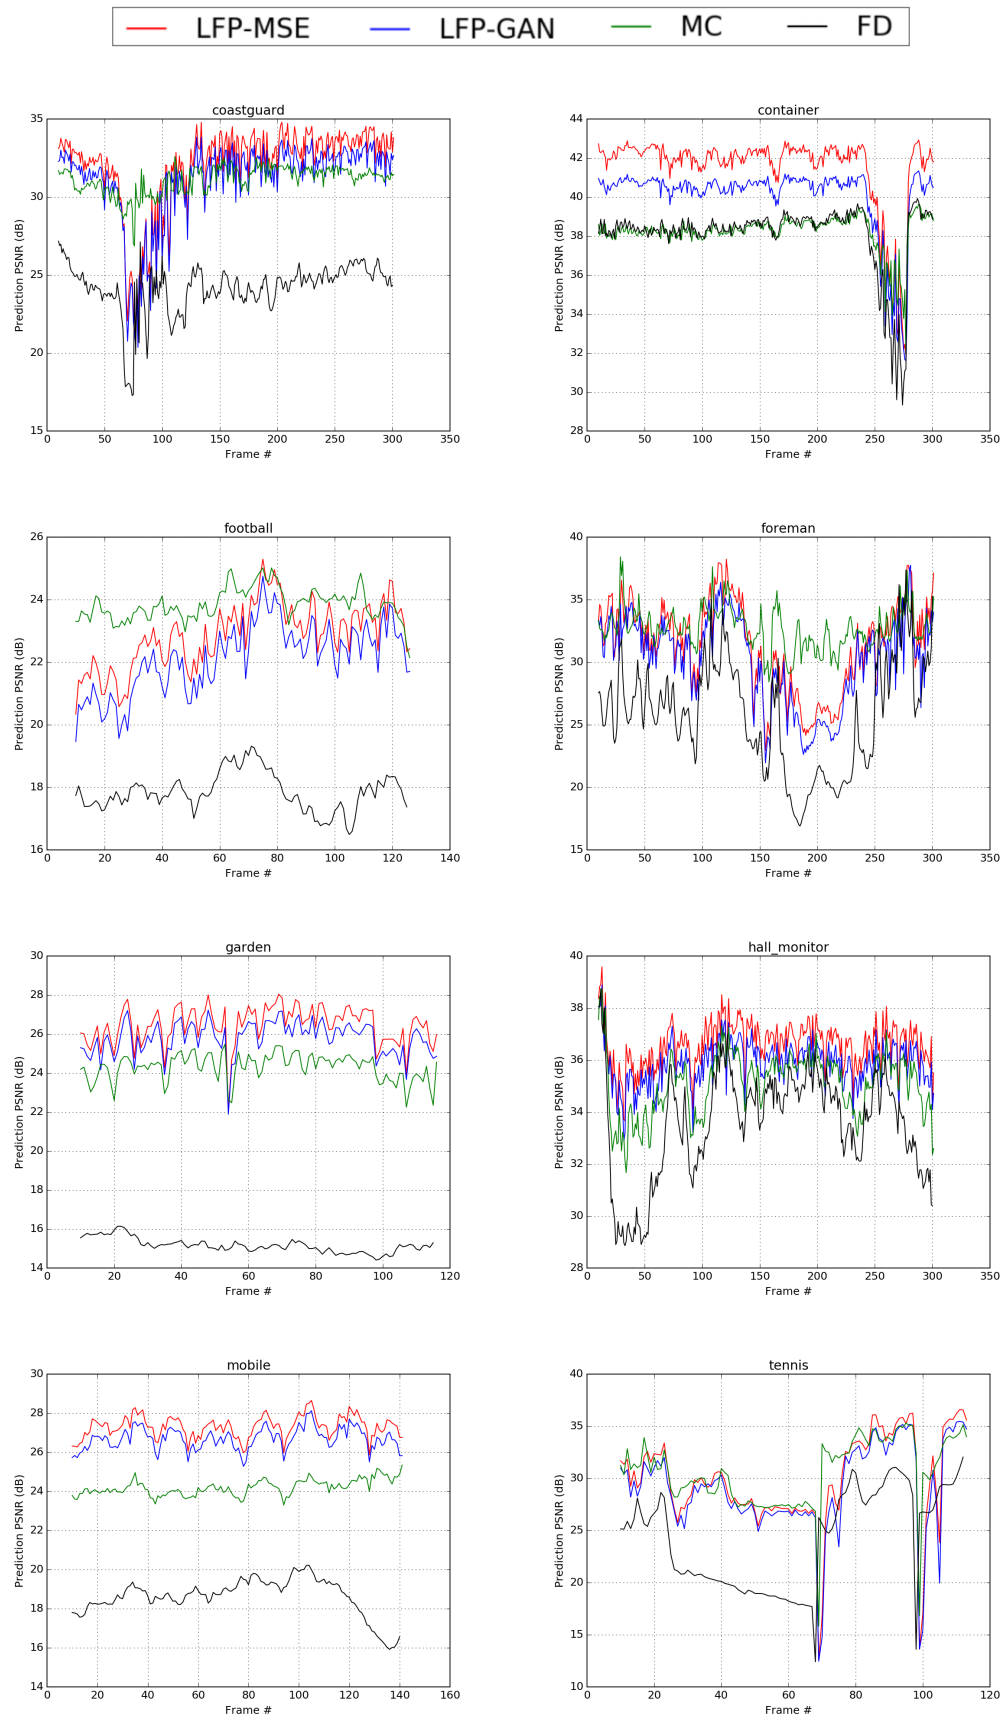 LFP-MSE LFP-GAN MC FD
coastguard
35
30
25
20
15
Prediction PSNR (dB)
0 50 100 150 200 250 300 350
Frame #
container
44
42
40
38
36
34
32
30
28
Prediction PSNR (dB)
0 50 100 150 200 250 300 350
Frame #
football
26
24
22
20
18
16
Prediction PSNR (dB)
0 20 40 60 80 100 120 140
Frame #
foreman
40
35
30
25
20
15
Prediction PSNR (dB)
0 50 100 150 200 250 300 350
Frame #
garden
30
28
26
24
22
20
18
16
14
Prediction PSNR (dB)
0 20 40 60 80 100 120
Frame #
hall_monitor
40
38
36
34
32
30
28
Prediction PSNR (dB)
0 50 100 150 200 250 300 350
Frame #
mobile
30
28
26
24
22
20
18
16
14
Prediction PSNR (dB)
0 20 40 60 80 100 120 140 160
Frame #
tennis
40
35
30
25
20
15
10
Prediction PSNR (dB)
0 20 40 60 80 100 120
Frame #